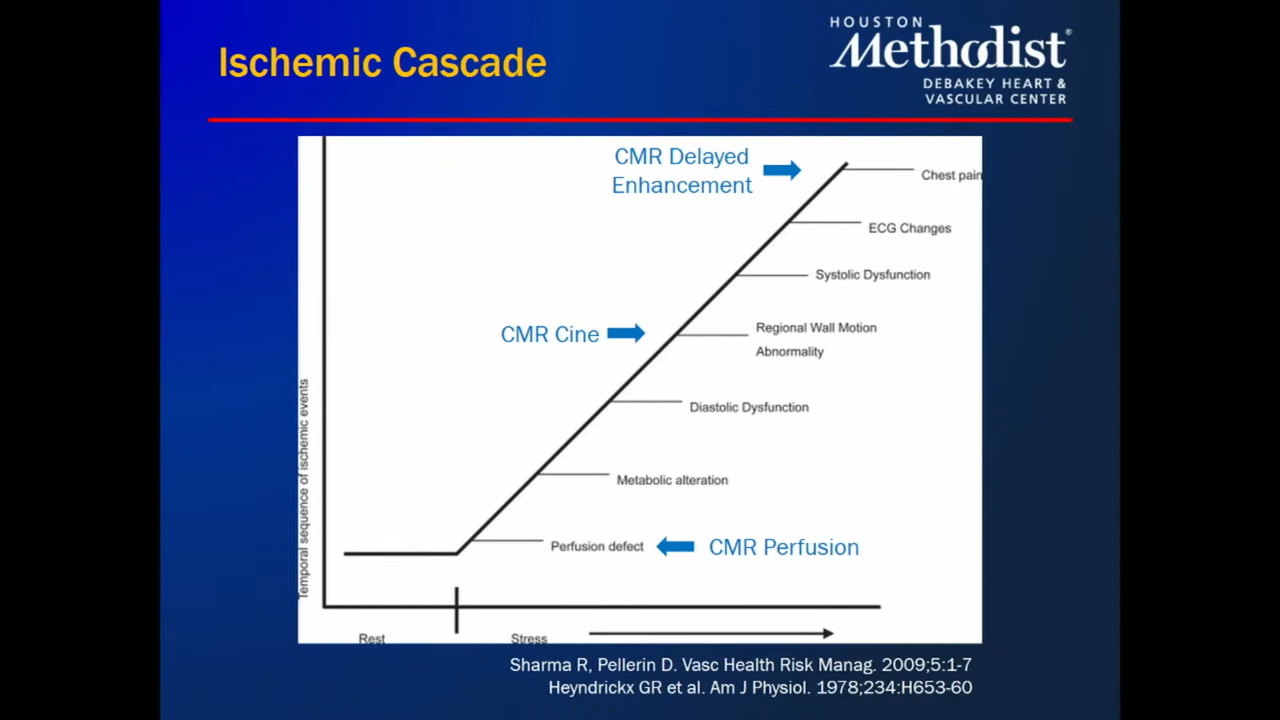 Ischemic Cascade
HOUSTON
Methodist®
DEBAKEY HEART &
VASCULAR CENTER
CMR Delayed
Enhancement
Chest pain
ECG Changes
Systolic Dysfunction
CMR Cine
Regional Wall Motion
Abnormality
Diastolic Dysfunction
Metabolic alteration
Perfusion defect
CMR Perfusion
Temporal sequence of ischemic events
Rest
Stress
Sharma R, Pellerin D. Vasc Health Risk Manag. 2009;5:1-7
Heyndrickx GR et al. Am J Physiol. 1978;234:H653-60